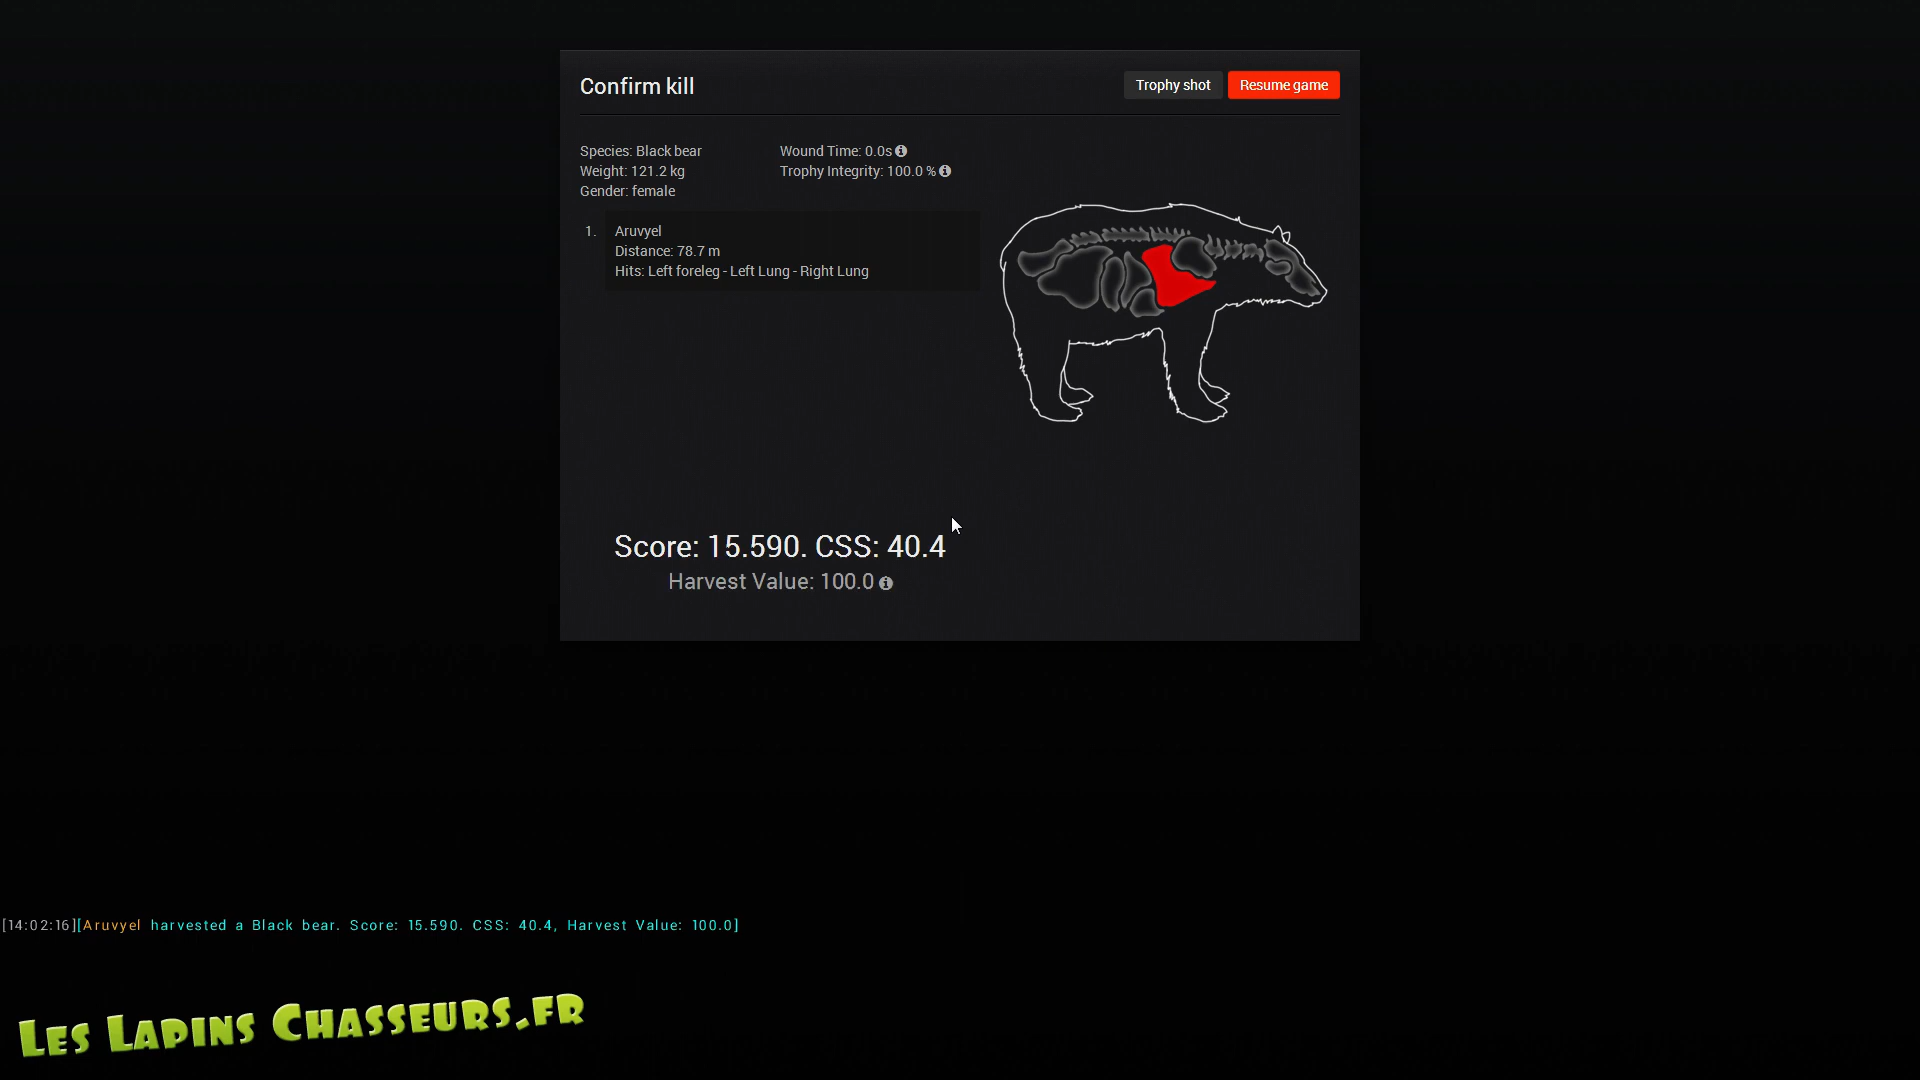 Confirm kill
Trophy shot
Resume game
Species: Black bear
Weight: 121.2 kg
Gender: female
Wound Time: 0.0s
Trophy Integrity: 100.0 %
1.
Aruvyel
Distance: 78.7 m
Hits: Left foreleg - Left Lung - Right Lung
Score: 15.590. CSS: 40.4
Harvest Value: 100.0
[14:02:16][Aruvyel harvested a Black bear. Score: 15.590. CSS: 40.4, Harvest Value: 100.0]
Les Lapins Chasseurs.fr